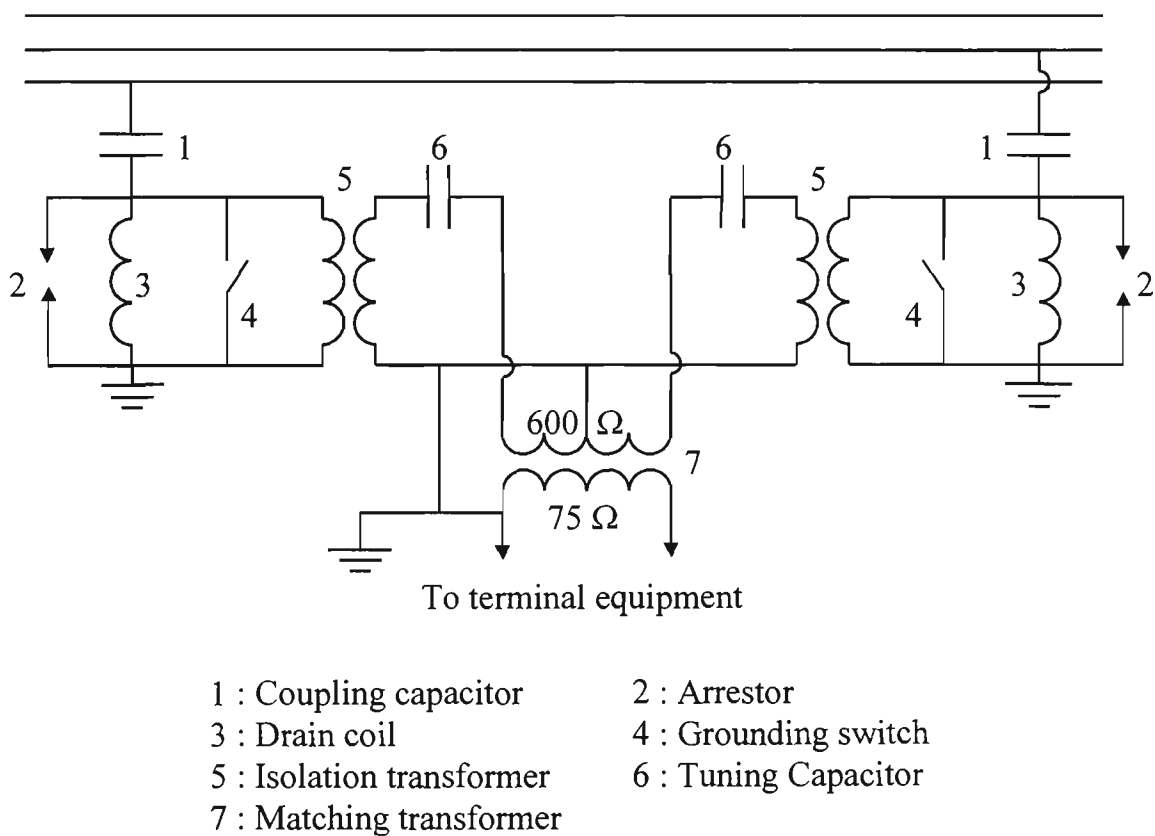 1
1
6
6
5
5
2
3
4
4
3
2
600 Ω
7
75 Ω
To terminal equipment
1 : Coupling capacitor
2 : Arrestor
3 : Drain coil
4 : Grounding switch
5 : Isolation transformer
6 : Tuning Capacitor
7 : Matching transformer